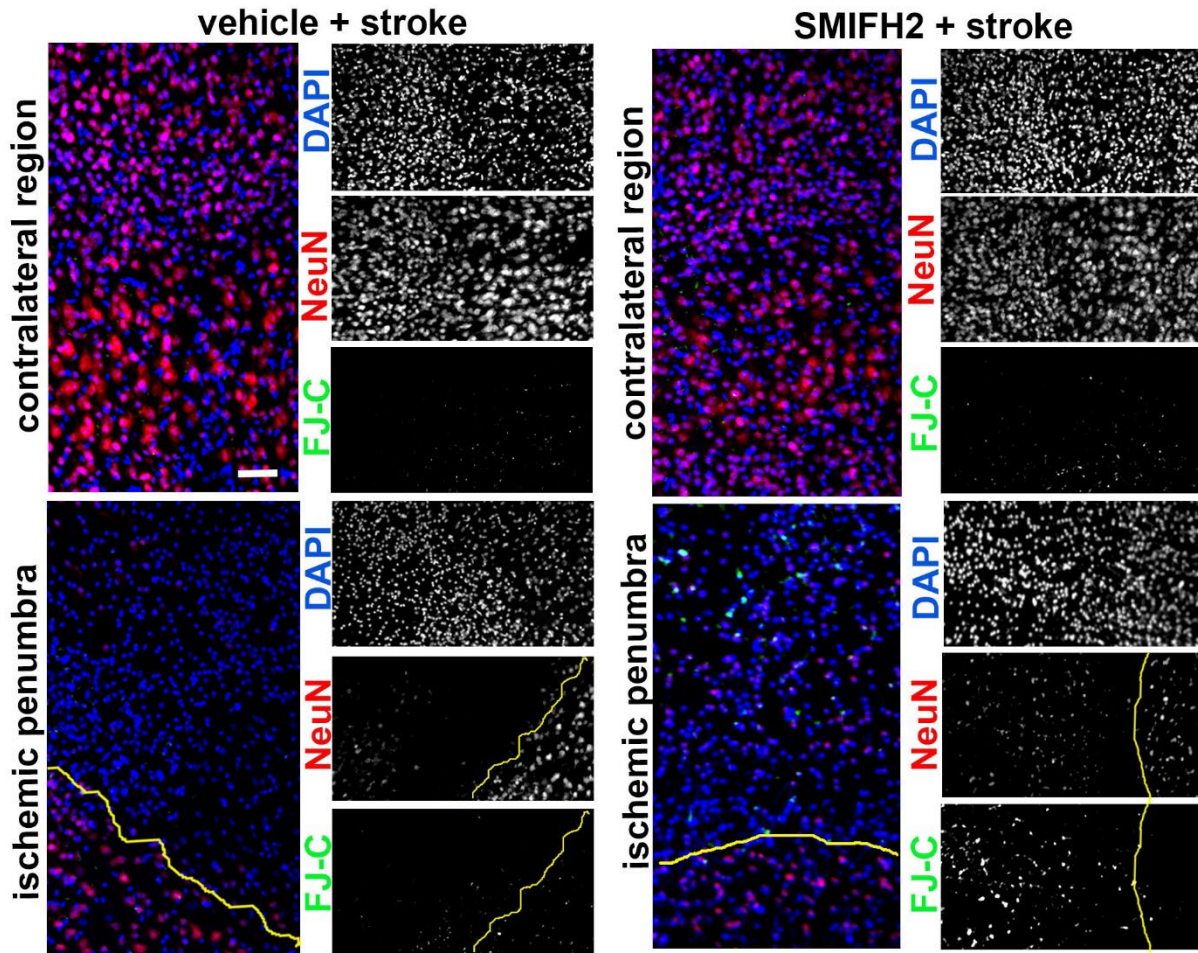 vehicle + stroke
SMIFH2 + stroke
contralateral region
DAPI
NeuN
FJ-C
contralateral region
DAPI
NeuN
FJ-C
ischemic penumbra
DAPI
NeuN
FJ-C
ischemic penumbra
DAPI
NeuN
FJ-C